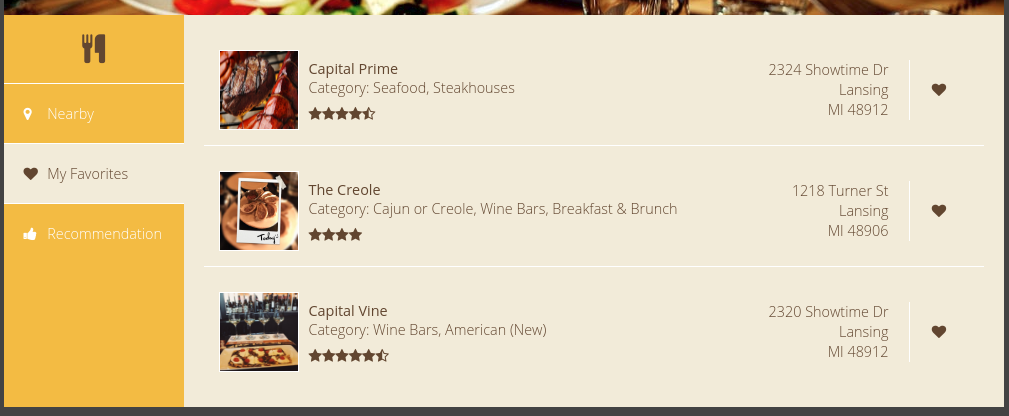 Nearby
My Favorites
Recommendation
Capital Prime
Category: Seafood, Steakhouses
2324 Showtime Dr
Lansing
MI 48912
The Creole
Category: Cajun or Creole, Wine Bars, Breakfast & Brunch
1218 Turner St
Lansing
MI 48906
Today's
Capital Vine
Category: Wine Bars, American (New)
2320 Showtime Dr
Lansing
MI 48912